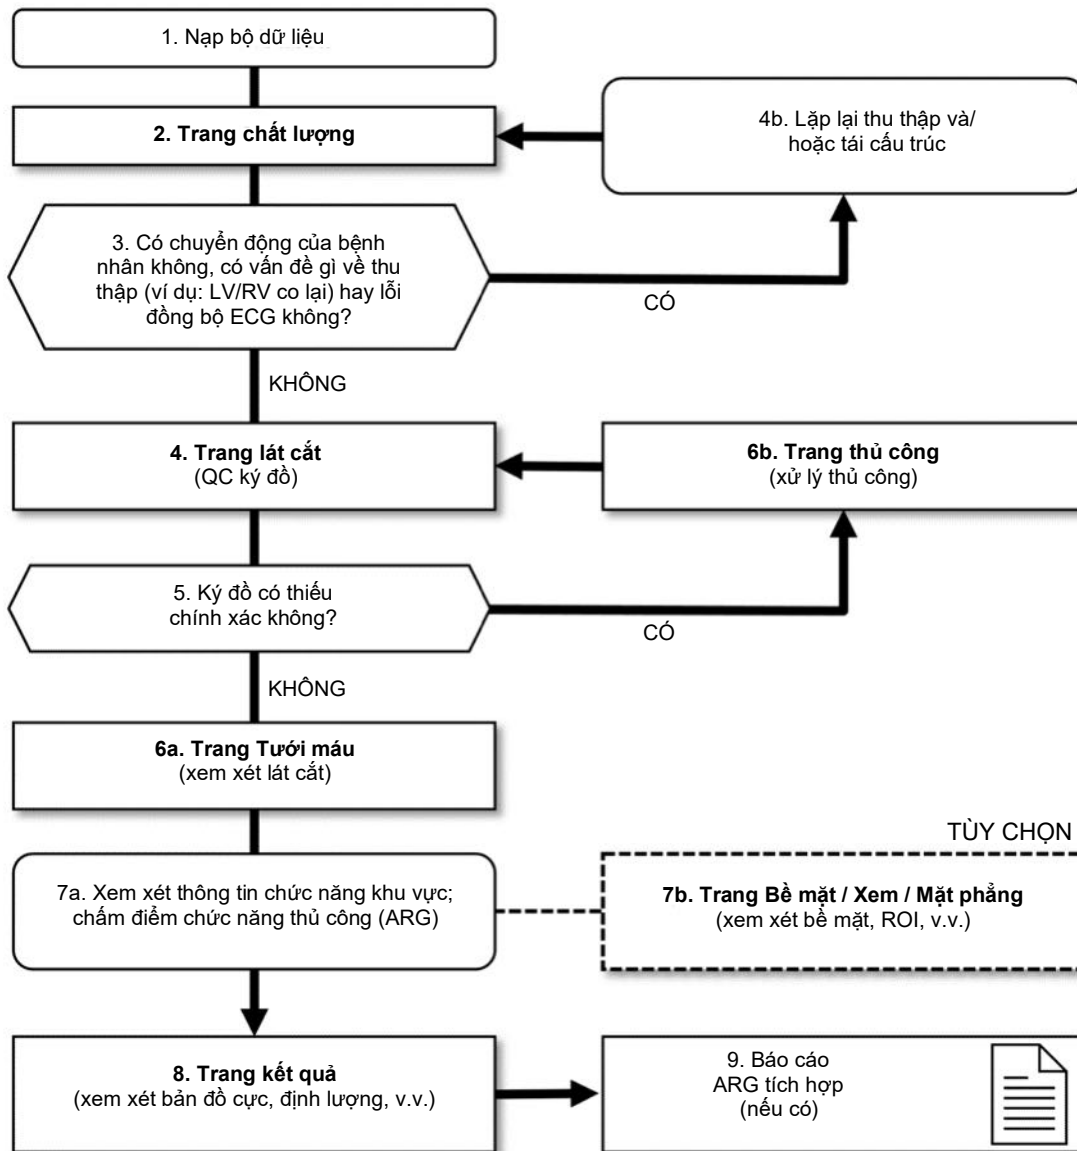 1. Nạp bộ dữ liệu
2. Trang chất lượng
4b. Lặp lại thu thập và/
hoặc tái cấu trúc
3. Có chuyển động của bệnh
nhân không, có vấn đề gì về thu
thập (ví dụ: LV/RV co lại) hay lỗi
đồng bộ ECG không?
CÓ
KHÔNG
4. Trang lát cắt
(QC ký đồ)
6b. Trang thủ công
(xử lý thủ công)
5. Ký đồ có thiếu
chính xác không?
CÓ
KHÔNG
6a. Trang Tưới máu
(xem xét lát cắt)
TÙY CHỌN
7a. Xem xét thông tin chức năng khu vực;
chấm điểm chức năng thủ công (ARG)
7b. Trang Bề mặt / Xem / Mặt phẳng
(xem xét bề mặt, ROI, v.v.)
8. Trang kết quả
(xem xét bản đồ cực, định lượng, v.v.)
9. Báo cáo
ARG tích hợp
(nếu có)